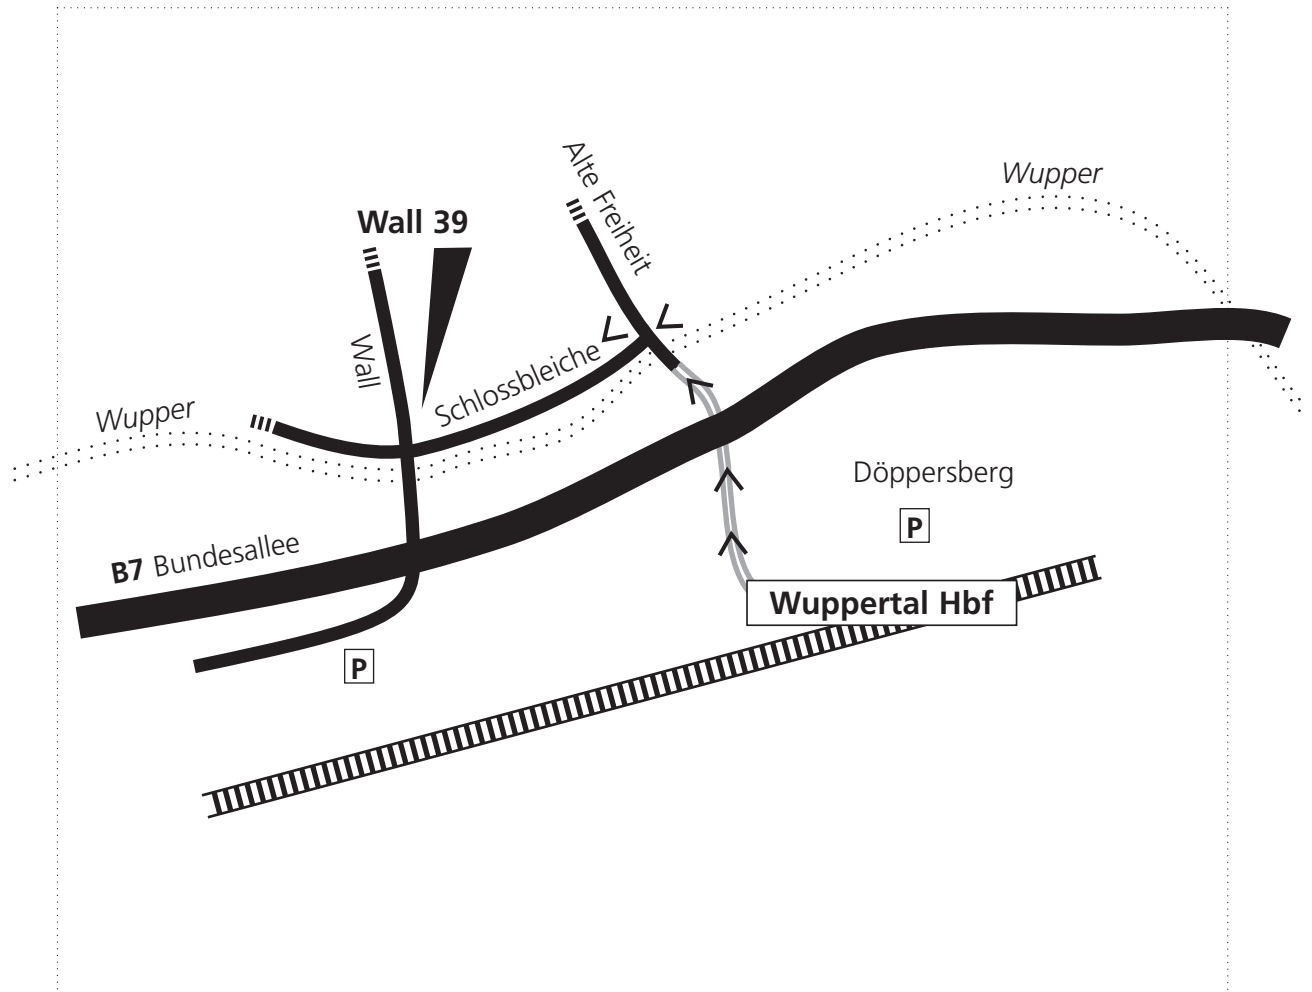 Alte Freiheit
Wupper
Wall 39
Wall
Schlossbleiche
Wupper
Döppersberg
P
B7 Bundesallee
Wuppertal Hbf
P